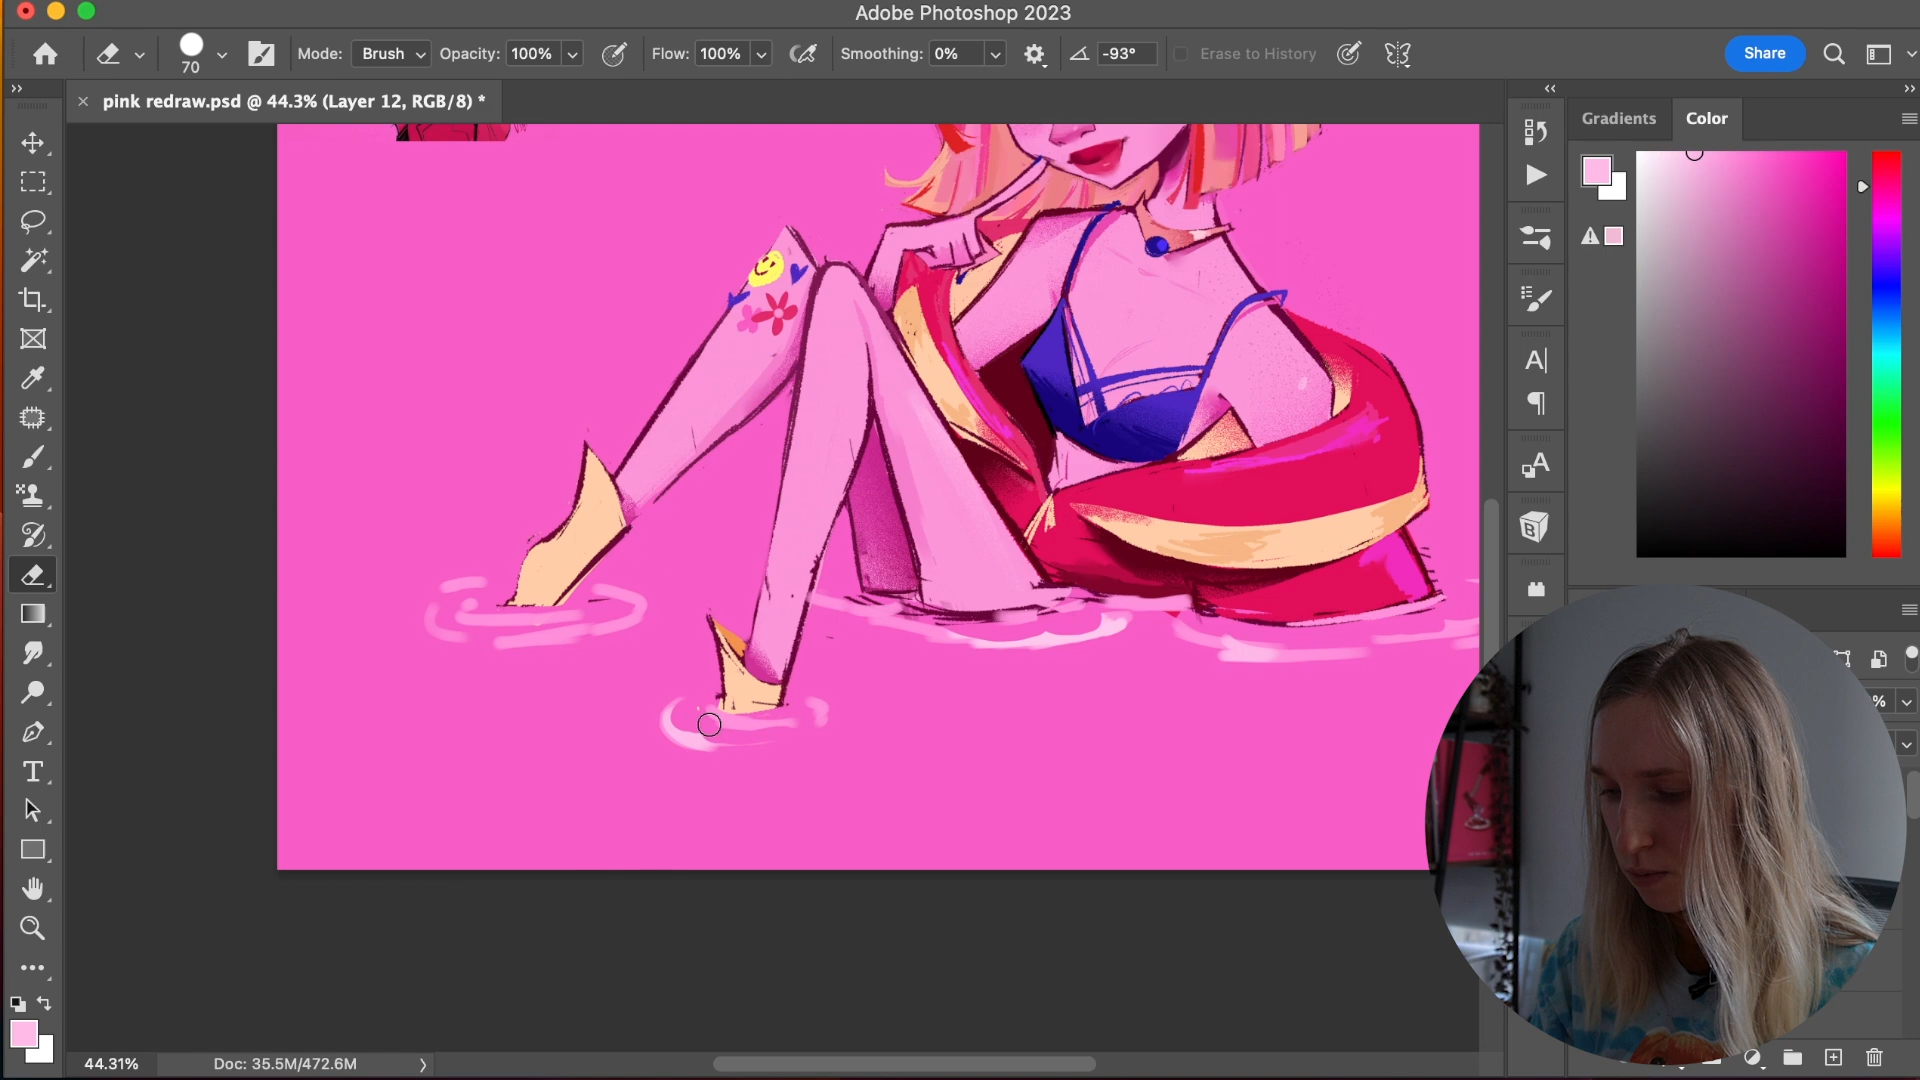 Adobe Photoshop 2023
70
Mode: Brush Opacity: 100% Flow: 100% Smoothing: 0% -93° Erase to History Share
pink redraw.psd @ 44.3% (Layer 12, RGB/8) *
Gradients Color
%
44.31% Doc: 35.5M/472.6M